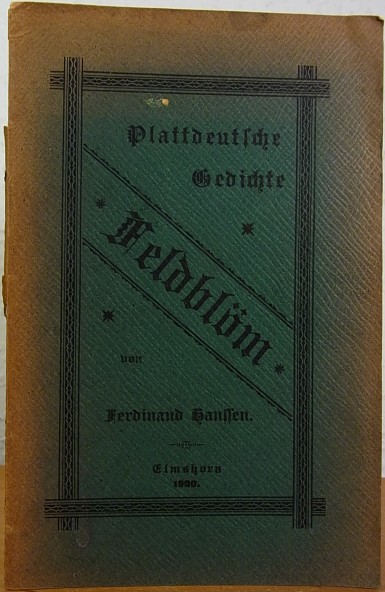 Plattdeutſche
Gedichte
Feldblöm
von
Ferdinand Hanſſen.
Elmshorn
1900.